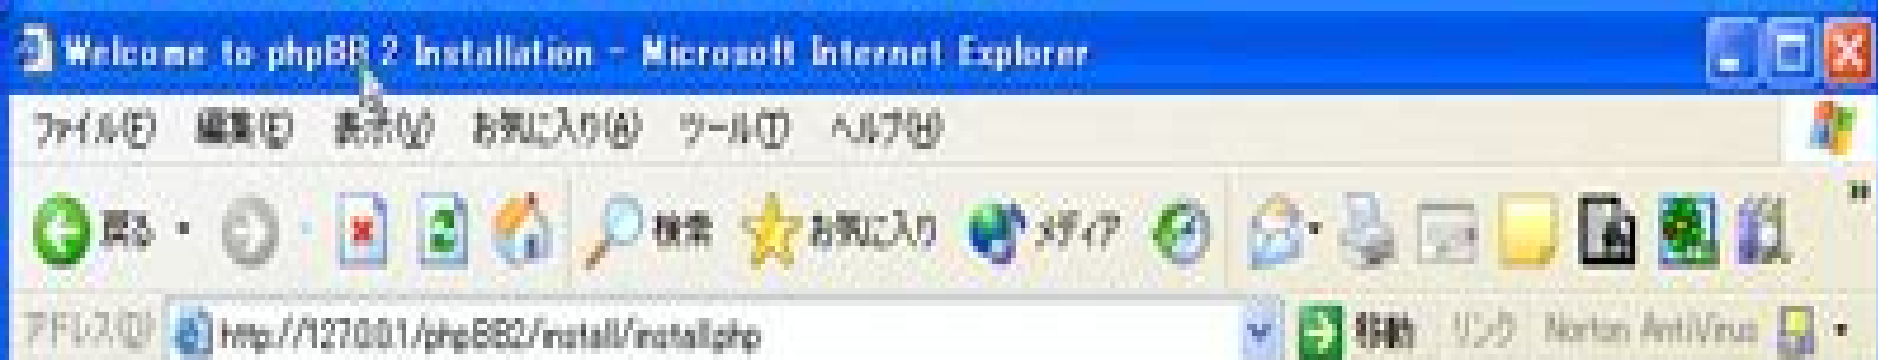 Welcome to phpBB 2 Installation - Microsoft Internet Explorer
ファイル(F) 編集(E) 表示(V) お気に入り(A) ツール(T) ヘルプ(H)
戻る 検索 お気に入り メディア »
アドレス(D) http://127.0.0.1/phpBB2/install/install.php 移動 リンク Norton AntiVirus